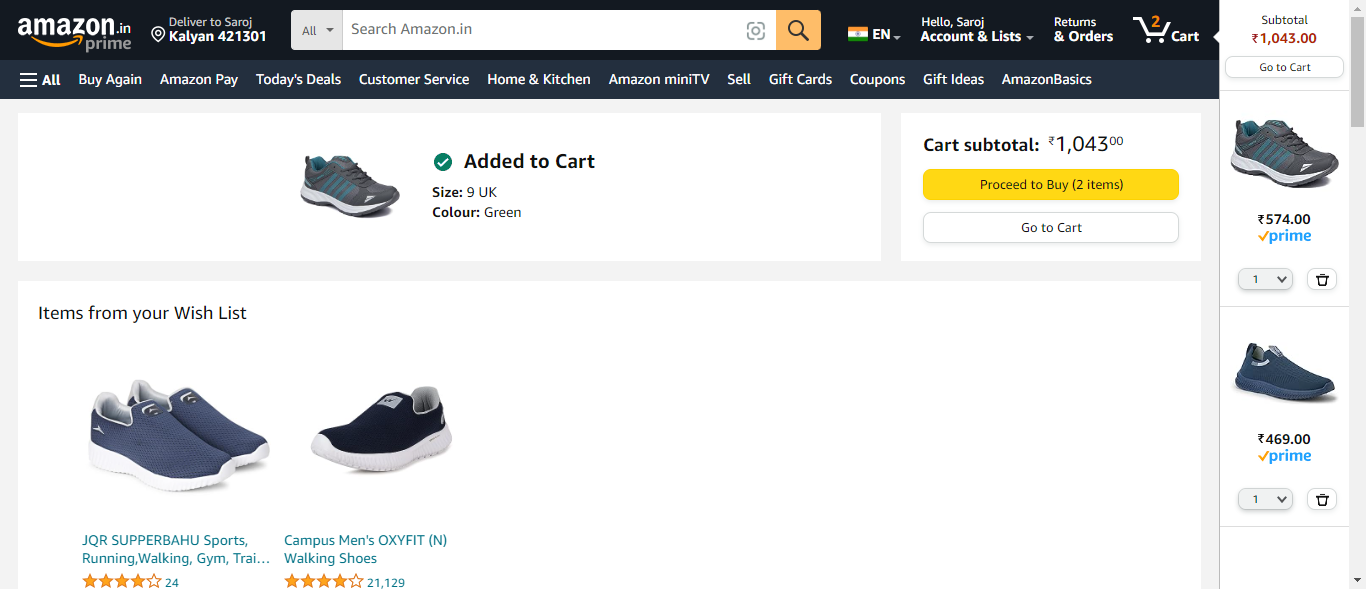 amazon.in
prime
Deliver to Saroj
Kalyan 421301
All
Search Amazon.in
EN
Hello, Saroj
Account & Lists
Returns
& Orders
2
Cart
All
Buy Again
Amazon Pay
Today's Deals
Customer Service
Home & Kitchen
Amazon miniTV
Sell
Gift Cards
Coupons
Gift Ideas
AmazonBasics
Added to Cart
Size: 9 UK
Colour: Green
Cart subtotal: ₹1,04300
Proceed to Buy (2 items)
Go to Cart
Items from your Wish List
JQR SUPPERBAHU Sports,
Running,Walking, Gym, Trai...
24
Campus Men's OXYFIT (N)
Walking Shoes
21,129
Subtotal
₹1,043.00
Go to Cart
₹574.00
prime
1
₹469.00
prime
1